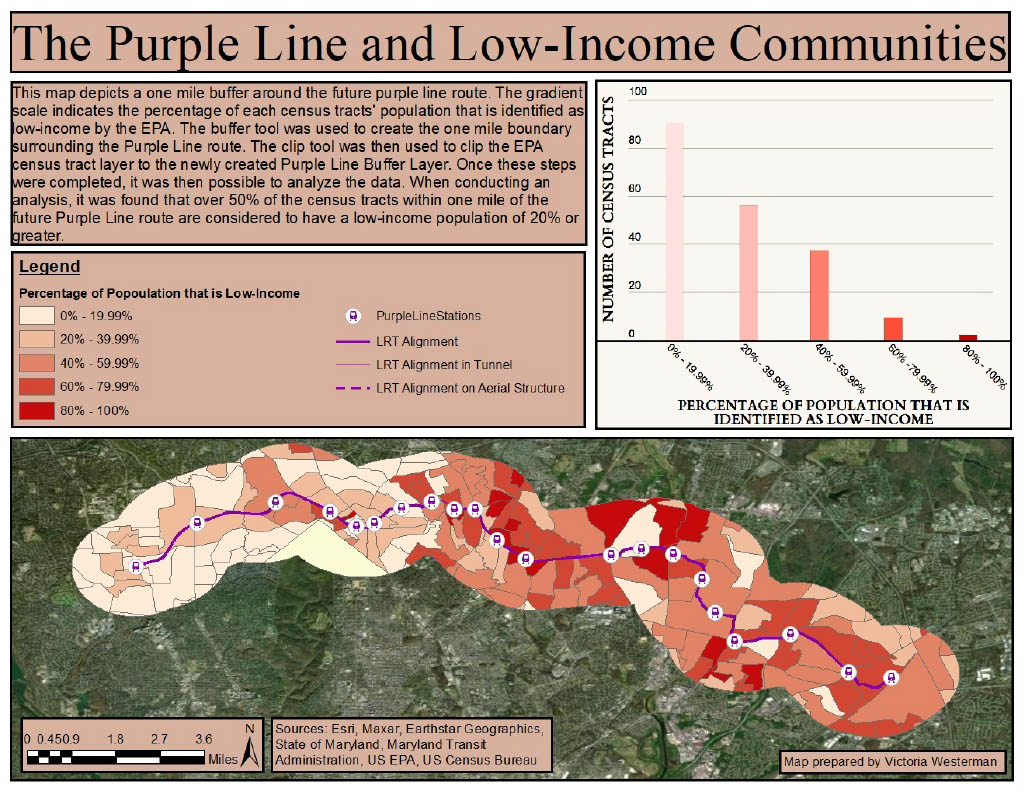 The Purple Line and Low-Income Communities
This map depicts a one mile buffer around the future purple line route. The gradient
scale indicates the percentage of each census tracts' population that is identified as
low-income by the EPA. The buffer tool was used to create the one mile boundary
surrounding the Purple Line route. The clip tool was then used to clip the EPA
census tract layer to the newly created Purple Line Buffer Layer. Once these steps
were completed, it was then possible to analyze the data. When conducting an
analysis, it was found that over 50% of the census tracts within one mile of the
future Purple Line route are considered to have a low-income population of 20% or
greater.
NUMBER OF CENSUS TRACTS
100
80
60
40
20
0
0% - 19.99%
20% - 39.99%
40% - 59.99%
60% -79.99%
80% - 100%
PERCENTAGE OF POPULATION THAT IS
IDENTIFIED AS LOW-INCOME
Legend
Percentage of Popoulation that is Low-Income
0% - 19.99%
20% - 39.99%
40% - 59.99%
60% - 79.99%
80% - 100%
PurpleLineStations
LRT Alignment
LRT Alignment in Tunnel
LRT Alignment on Aerial Structure
0 0.450.9 1.8 2.7 3.6
Miles
N
Sources: Esri, Maxar, Earthstar Geographics,
State of Maryland, Maryland Transit
Administration, US EPA, US Census Bureau
Map prepared by Victoria Westerman